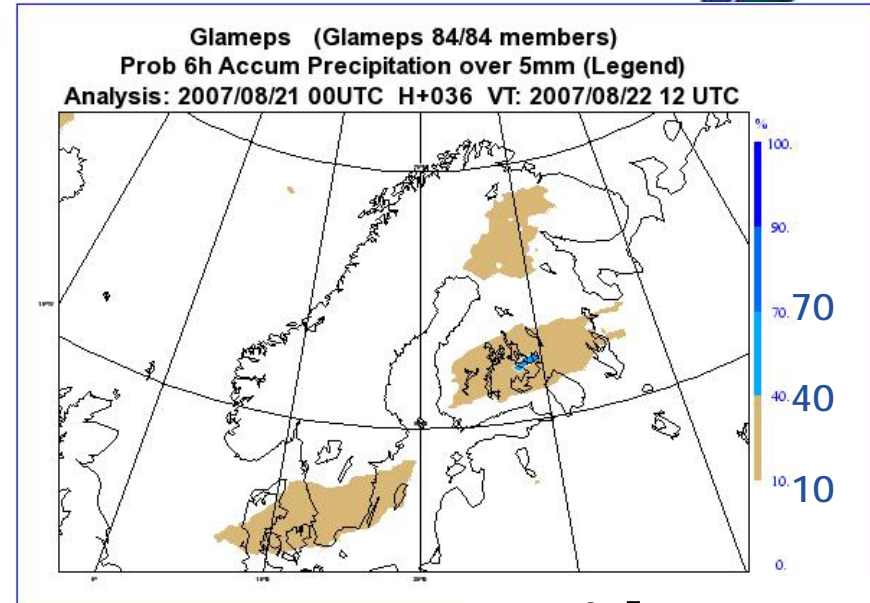 Glameps (Glameps 84/84 members)
Prob 6h Accum Precipitation over 5mm (Legend)
Analysis: 2007/08/21 00UTC H+036 VT: 2007/08/22 12 UTC
%
100.
90.
70. 70
40. 40
10. 10
0.